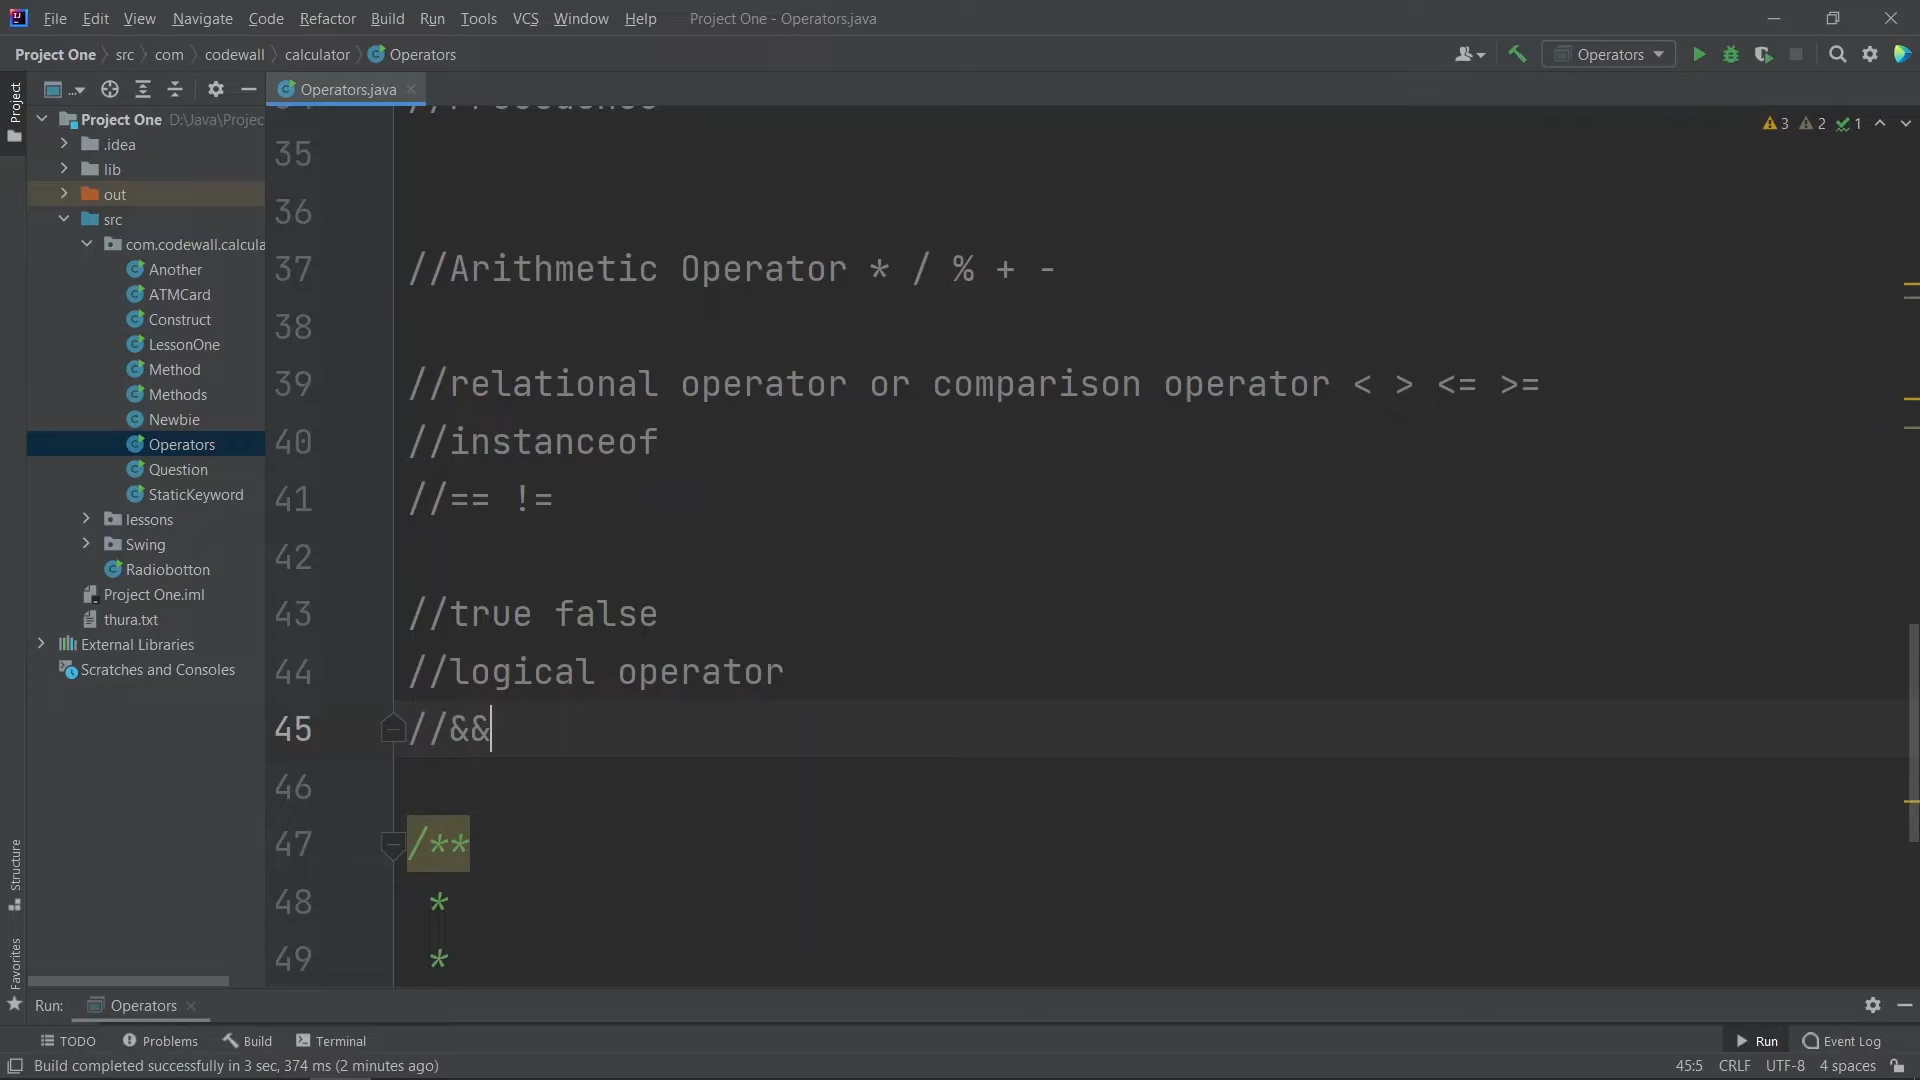 File Edit View Navigate Code Refactor Build Run Tools VCS Window Help Project One - Operators.java
Project One src com codewall calculator Operators Operators
... Operators.java
Project
Project One D:\Java\Projec
.idea
lib
out
src
com.codewall.calcula
Another
ATMCard
Construct
LessonOne
Method
Methods
Newbie
Operators
Question
StaticKeyword
lessons
Swing
Radiobotton
Project One.iml
thura.txt
External Libraries
Scratches and Consoles
3 2 1
35
36
37 //Arithmetic Operator * / % + -
38
39 //relational operator or comparison operator < > <= >=
40 //instanceof
41 //== !=
42
43 //true false
44 //logical operator
45 //&&
46
47 /**
48 *
49 *
Structure
Favorites
Run: Operators
TODO Problems Build Terminal Run Event Log
Build completed successfully in 3 sec, 374 ms (2 minutes ago) 45:5 CRLF UTF-8 4 spaces